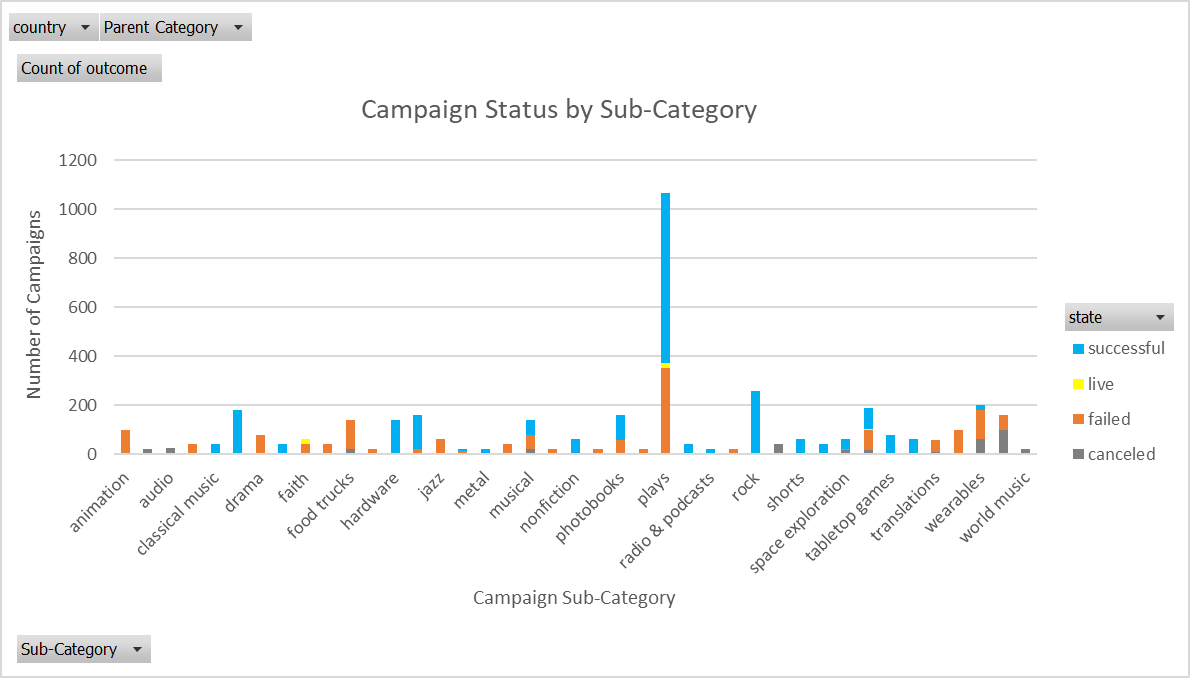 country Parent Category
Count of outcome
Campaign Status by Sub-Category
1200
1000
800
600
400
200
0
Number of Campaigns
animation
audio
classical music
drama
faith
food trucks
hardware
jazz
metal
musical
nonfiction
photobooks
plays
radio & podcasts
rock
shorts
space exploration
tabletop games
translations
wearables
world music
Campaign Sub-Category
state
successful
live
failed
canceled
Sub-Category